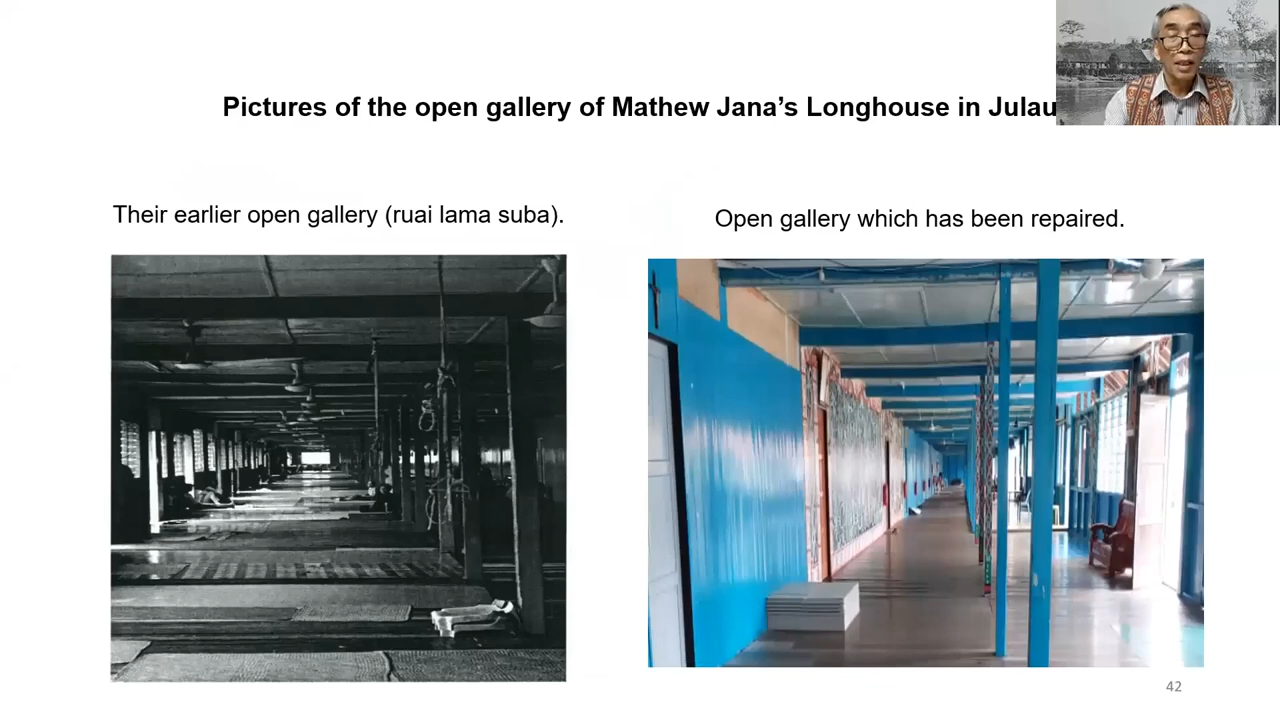 Pictures of the open gallery of Mathew Jana’s Longhouse in Julau
Their earlier open gallery (ruai lama suba).
Open gallery which has been repaired.
42